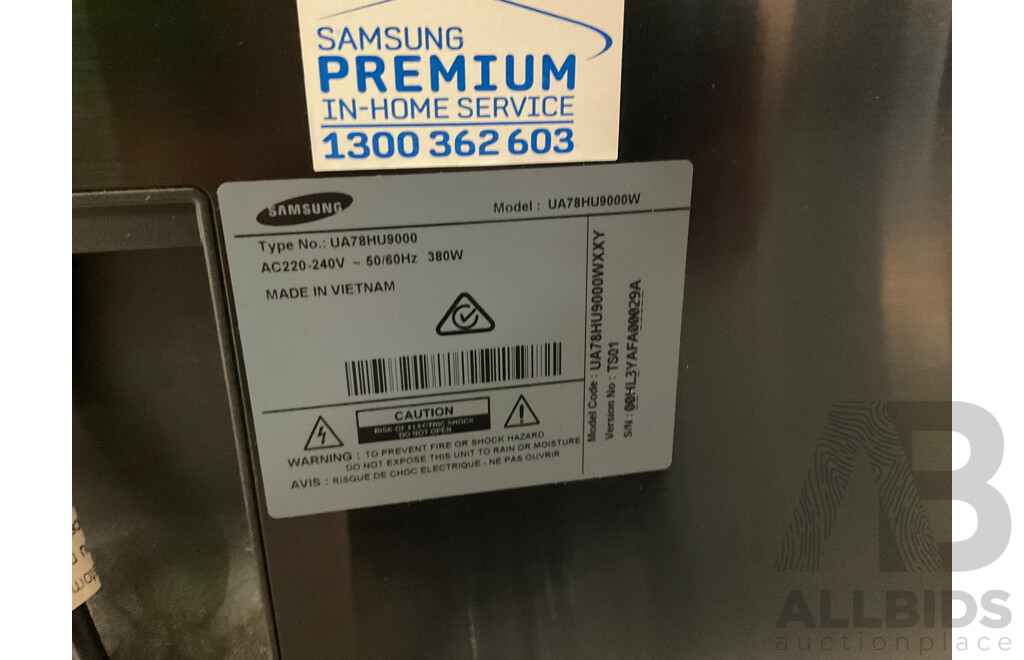 SAMSUNG
PREMIUM
IN-HOME SERVICE
1300 362 603
SAMSUNG
Model : UA78HU9000W
Type No.: UA78HU9000
AC220-240V ~ 50/60Hz 380W
MADE IN VIETNAM
CAUTION
RISK OF ELECTRIC SHOCK
DO NOT OPEN
WARNING : TO PREVENT FIRE OR SHOCK HAZARD
DO NOT EXPOSE THIS UNIT TO RAIN OR MOISTURE
AVIS : RISQUE DE CHOC ÉLECTRIQUE - NE PAS OUVRIR
Model Code : UA78HU9000WXXY
Version No : TS01
S/N : 00HL3YAFA00029A
AB
ALLBIDS
auctionplace